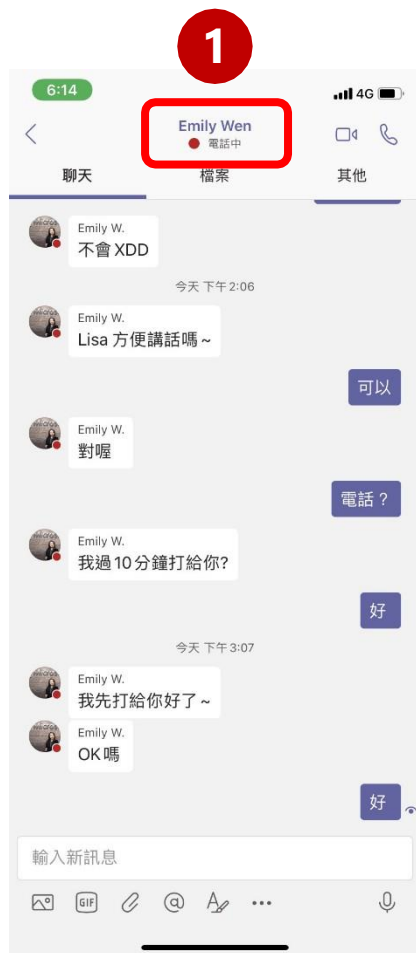 1
6:14
4G
Emily Wen
電話中
聊天 檔案 其他
Emily W.
不會 XDD
今天 下午 2:06
Emily W.
Lisa 方便講話嗎～
可以
Emily W.
對喔
電話？
Emily W.
我過 10 分鐘打給你?
好
今天 下午 3:07
Emily W.
我先打給你好了～
Emily W.
OK 嗎
好
輸入新訊息
GIF